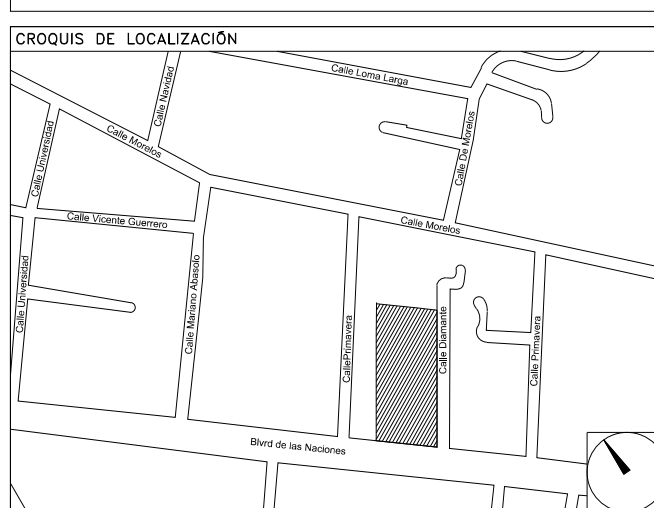 CROQUIS DE LOCALIZACIÓN
Calle Loma Larga
Calle Navidad
Calle Morelos
Calle De Morelos
Calle Universidad
Calle Vicente Guerrero
Calle Morelos
Calle Universidad
Calle Mariano Abasolo
CallePrimavera
Calle Diamante
Calle Primavera
Blvrd de las Naciones